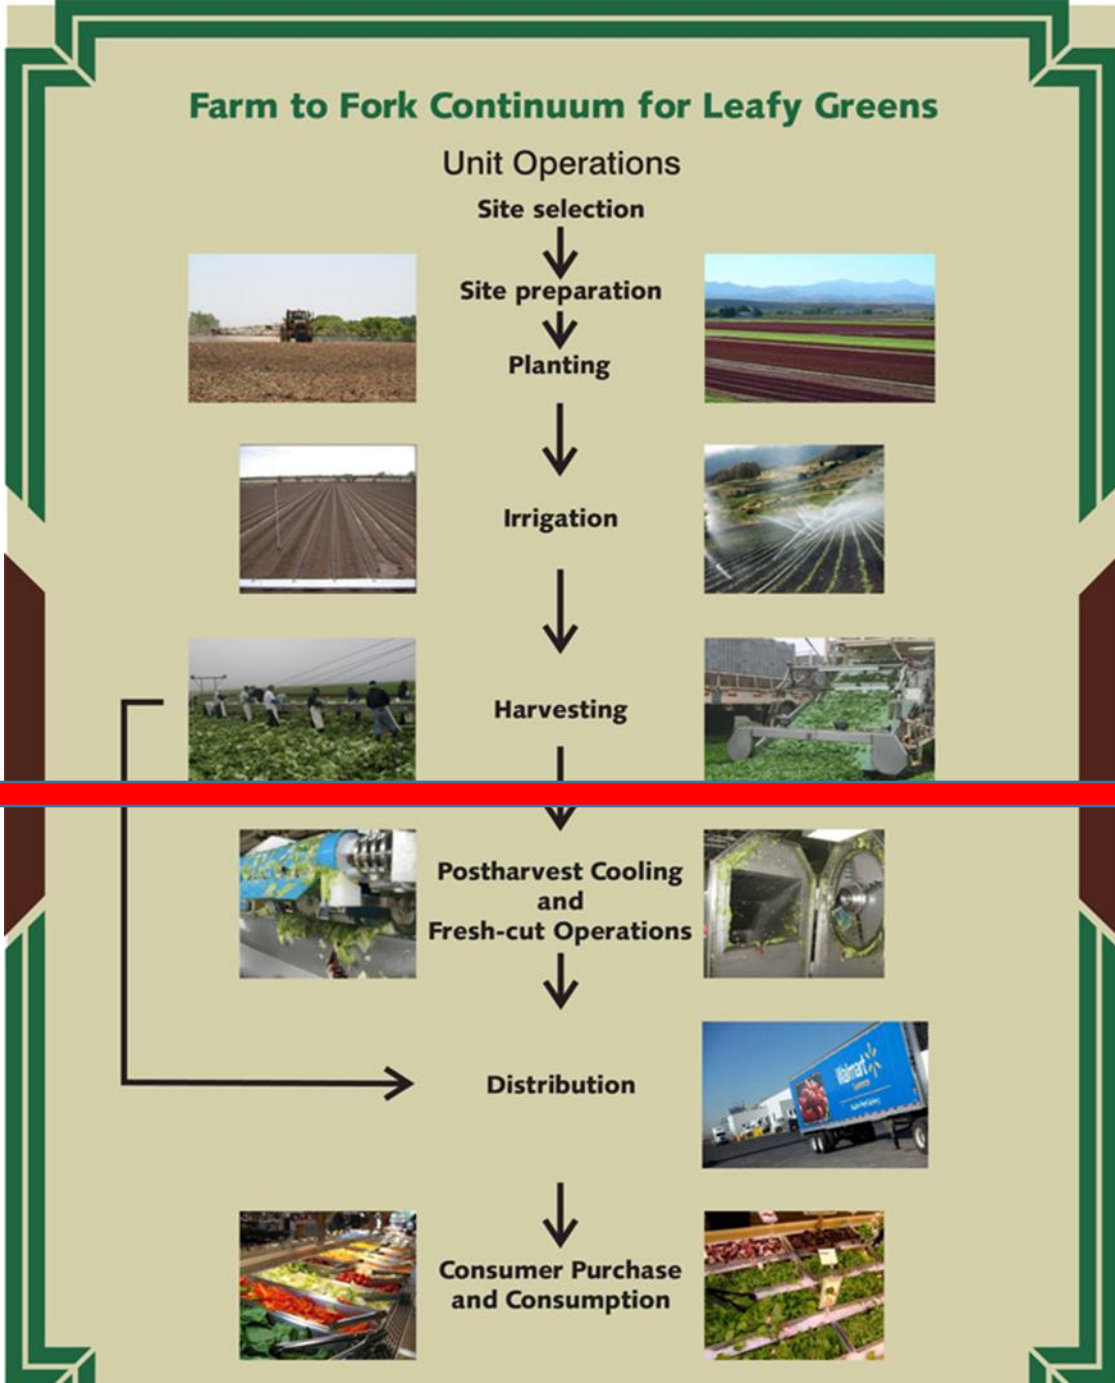 Farm to Fork Continuum for Leafy Greens
Unit Operations
Site selection
Site preparation
Planting
Irrigation
Harvesting
Postharvest Cooling
and
Fresh-cut Operations
Distribution
Walmart
Consumer Purchase
and Consumption